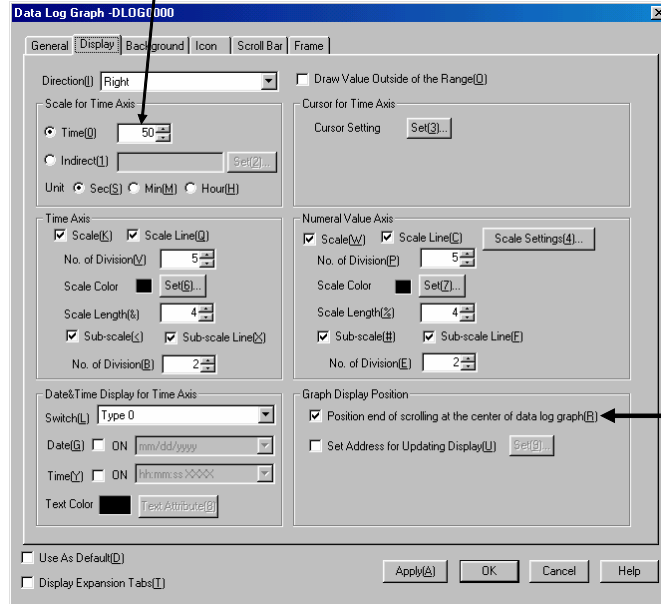 Data Log Graph -DLOG0000
General Display Background Icon Scroll Bar Frame
Direction(I) Right
Draw Value Outside of the Range(O)
Scale for Time Axis
Time(0) 50
Indirect(1) Set(2)...
Unit Sec(S) Min(M) Hour(H)
Cursor for Time Axis
Cursor Setting Set(3)...
Time Axis
Scale(K) Scale Line(Q)
No. of Division(V) 5
Scale Color Set(6)...
Scale Length(&) 4
Sub-scale(<) Sub-scale Line(X)
No. of Division(B) 2
Numeral Value Axis
Scale(W) Scale Line(C) Scale Settings(4)...
No. of Division(P) 5
Scale Color Set(7)...
Scale Length(%) 4
Sub-scale(#) Sub-scale Line(F)
No. of Division(E) 2
Date&Time Display for Time Axis
Switch(L) Type 0
Date(G) ON mm/dd/yyyy
Time(Y) ON hh:mm:ss XXXX
Text Color Text Attribute(8)
Graph Display Position
Position end of scrolling at the center of data log graph(R)
Set Address for Updating Display(U) Set(9)...
Use As Default(D)
Display Expansion Tabs(T)
Apply(A) OK Cancel Help